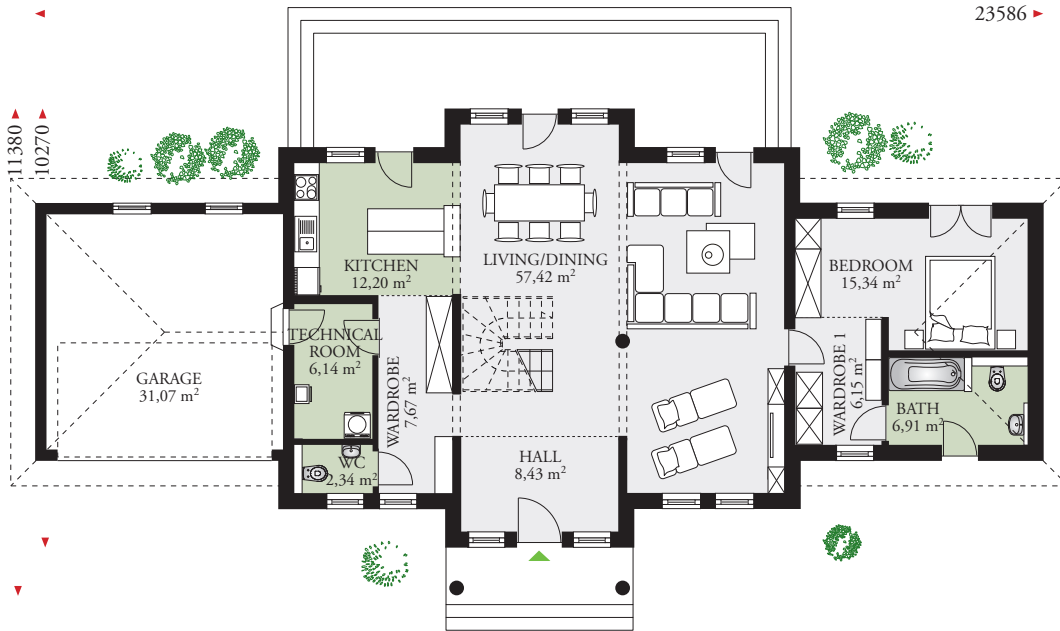 23586
11380
10270
KITCHEN
12,20 m²
LIVING/DINING
57,42 m²
BEDROOM
15,34 m²
TECHNICAL
ROOM
6,14 m²
GARAGE
31,07 m²
WARDROBE
7,67 m²
WARDROBE 1
6,15 m²
BATH
6,91 m²
WC
2,34 m²
HALL
8,43 m²